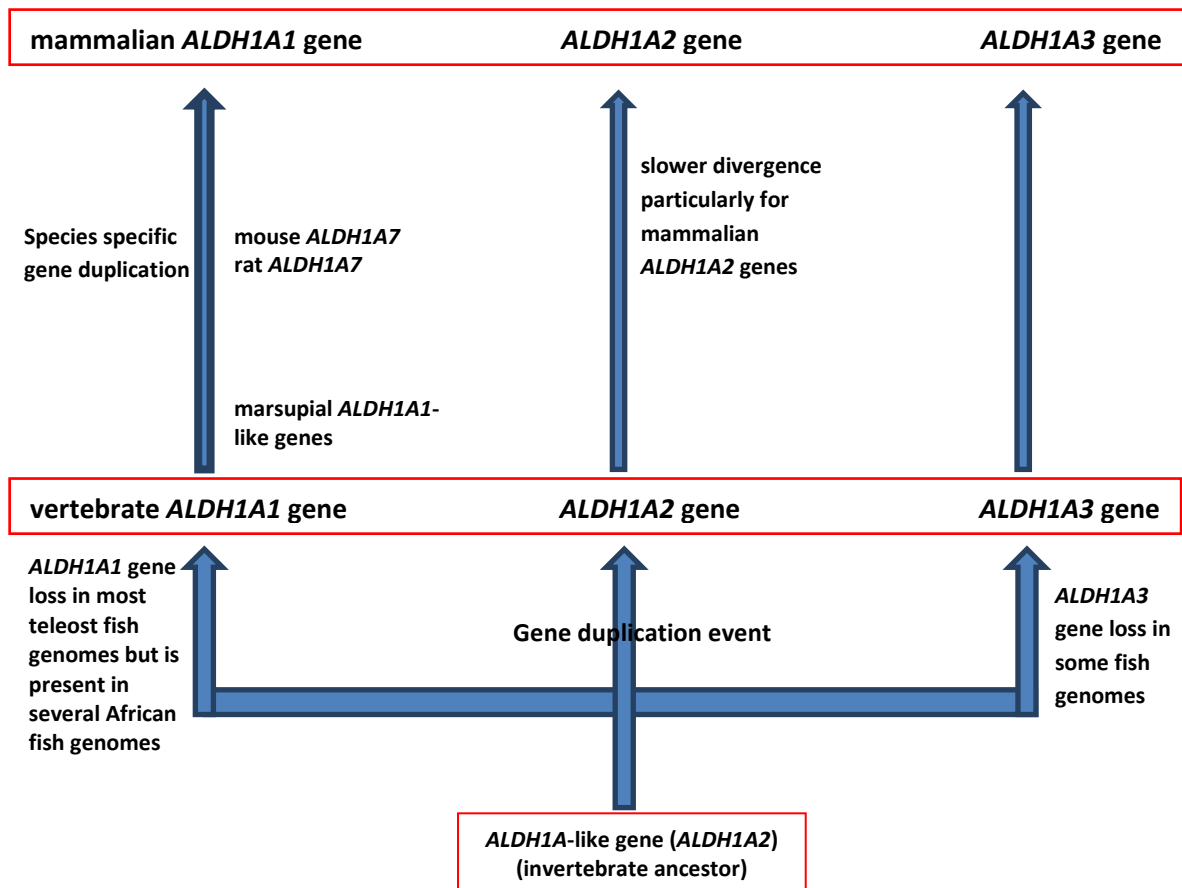 mammalian ALDH1A1 gene
ALDH1A2 gene
ALDH1A3 gene
Species specific
gene duplication
mouse ALDH1A7
rat ALDH1A7
marsupial ALDH1A1-
like genes
slower divergence
particularly for
mammalian
ALDH1A2 genes
vertebrate ALDH1A1 gene
ALDH1A2 gene
ALDH1A3 gene
ALDH1A1 gene
loss in most
teleost fish
genomes but is
present in
several African
fish genomes
Gene duplication event
ALDH1A3
gene loss in
some fish
genomes
ALDH1A-like gene (ALDH1A2)
(invertebrate ancestor)